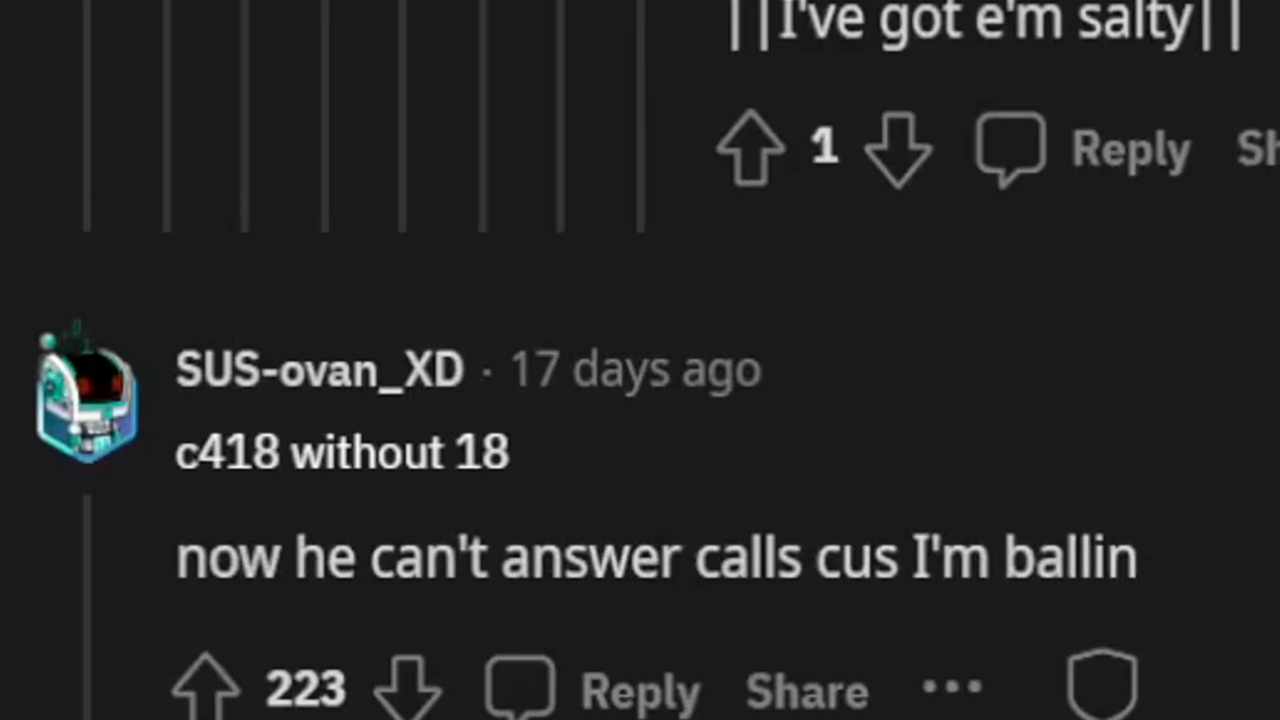 ||I've got e'm salty||
1 Reply Sh
SUS-ovan_XD · 17 days ago
c418 without 18
now he can't answer calls cus I'm ballin
223 Reply Share ...